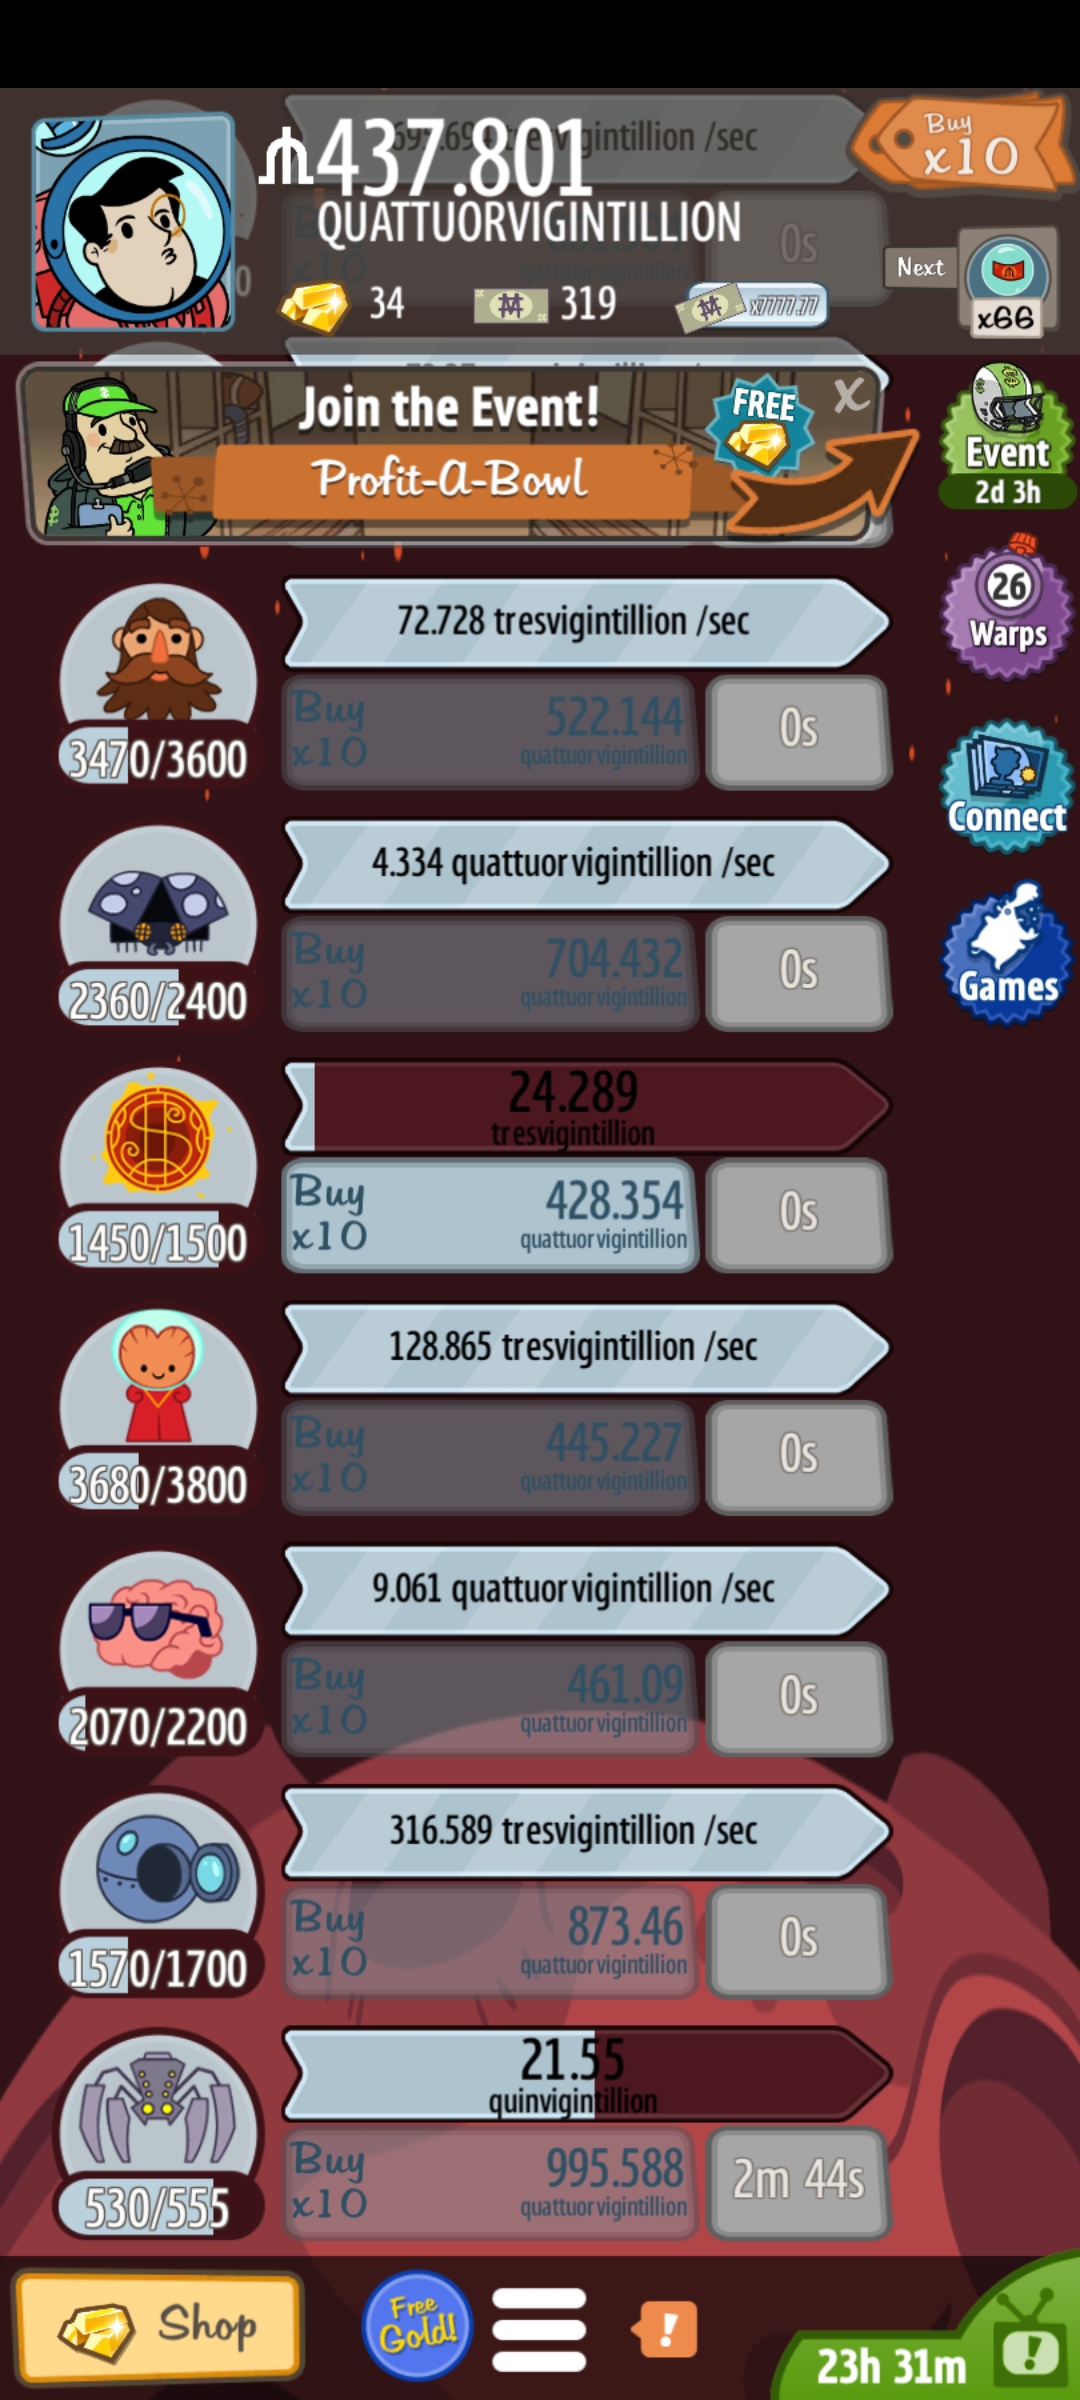 437.801
QUATTUORVIGINTILLION
Buy
x10
0s
34
319
x7777.77
Next
x66
Join the Event!
FREE
X
Profit-A-Bowl
Event
2d 3h
26
Warps
Connect
Games
72.728 tresvigintillion /sec
3470/3600
Buy
x10
522.144
quattuorvigintillion
0s
4.334 quattuorvigintillion /sec
2360/2400
Buy
x10
704.432
quattuorvigintillion
0s
24.289
tresvigintillion
1450/1500
Buy
x10
428.354
quattuorvigintillion
0s
128.865 tresvigintillion /sec
3680/3800
Buy
x10
445.227
quattuorvigintillion
0s
9.061 quattuorvigintillion /sec
2070/2200
Buy
x10
461.09
quattuorvigintillion
0s
316.589 tresvigintillion /sec
1570/1700
Buy
x10
873.46
quattuorvigintillion
0s
21.55
quinvigintillion
530/555
Buy
x10
995.588
quattuorvigintillion
2m 44s
Shop
Free
Gold!
!
23h 31m
!